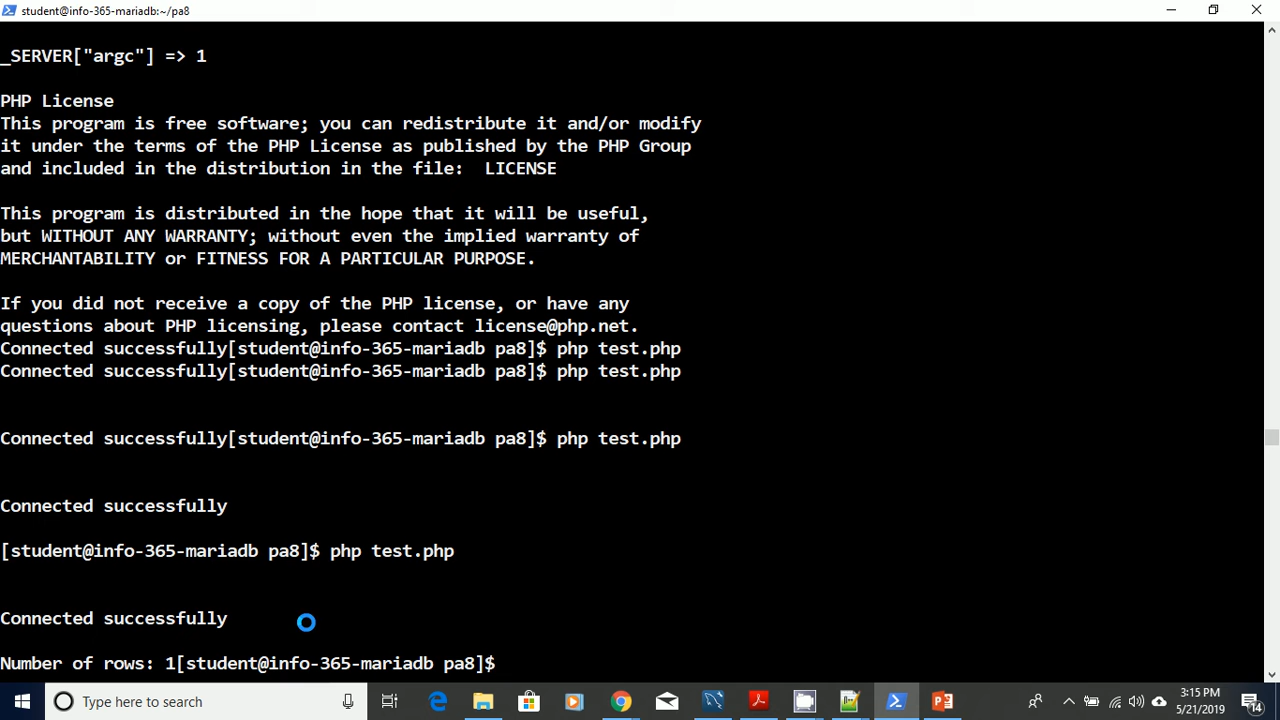 student@info-365-mariadb:~/pa8
_SERVER["argc"] => 1
PHP License
This program is free software; you can redistribute it and/or modify
it under the terms of the PHP License as published by the PHP Group
and included in the distribution in the file:  LICENSE
This program is distributed in the hope that it will be useful,
but WITHOUT ANY WARRANTY; without even the implied warranty of
MERCHANTABILITY or FITNESS FOR A PARTICULAR PURPOSE.
If you did not receive a copy of the PHP license, or have any
questions about PHP licensing, please contact license@php.net.
Connected successfully[student@info-365-mariadb pa8]$ php test.php
Connected successfully[student@info-365-mariadb pa8]$ php test.php
Connected successfully[student@info-365-mariadb pa8]$ php test.php
Connected successfully
[student@info-365-mariadb pa8]$ php test.php
Connected successfully
Number of rows: 1[student@info-365-mariadb pa8]$
Type here to search
3:15 PM
5/21/2019
14